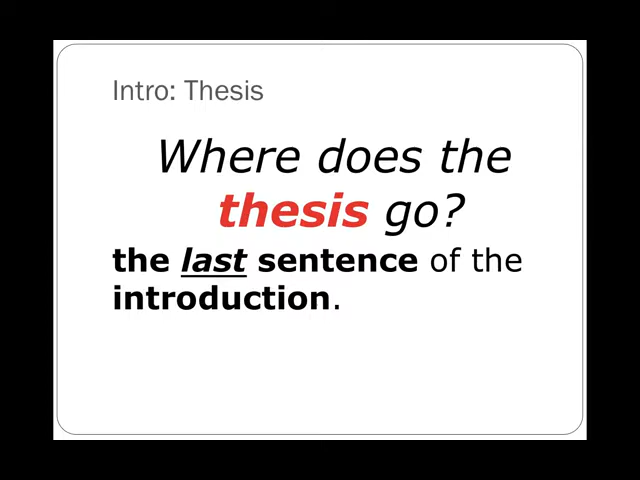 Intro: Thesis
Where does the
thesis go?
the last sentence of the
introduction.